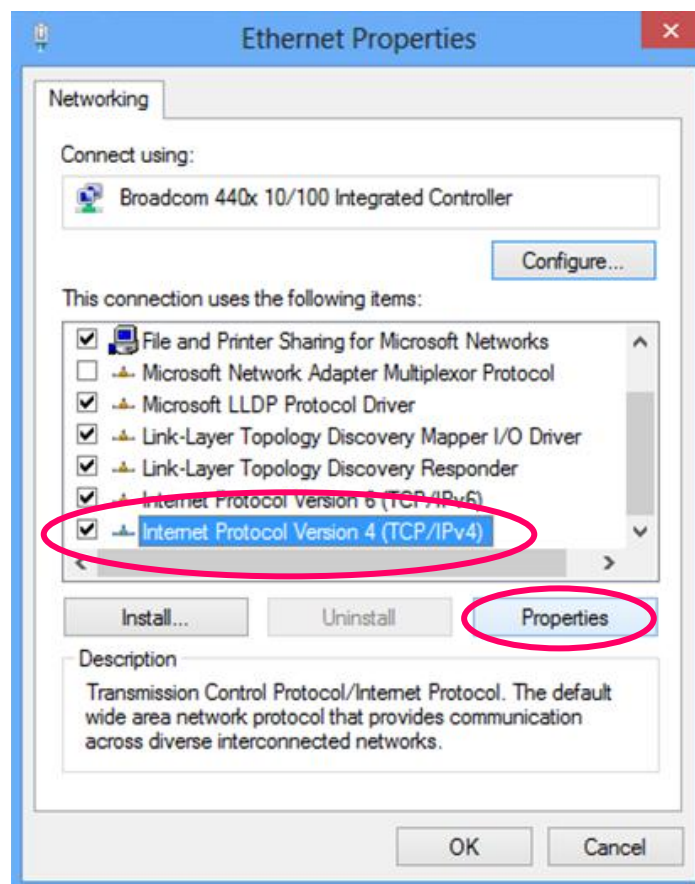 Ethernet Properties
Networking
Connect using:
Broadcom 440x 10/100 Integrated Controller
Configure...
This connection uses the following items:
File and Printer Sharing for Microsoft Networks
Microsoft Network Adapter Multiplexor Protocol
Microsoft LLDP Protocol Driver
Link-Layer Topology Discovery Mapper I/O Driver
Link-Layer Topology Discovery Responder
Internet Protocol Version 6 (TCP/IPv6)
Internet Protocol Version 4 (TCP/IPv4)
Install...
Uninstall
Properties
Description
Transmission Control Protocol/Internet Protocol. The default
wide area network protocol that provides communication
across diverse interconnected networks.
OK
Cancel